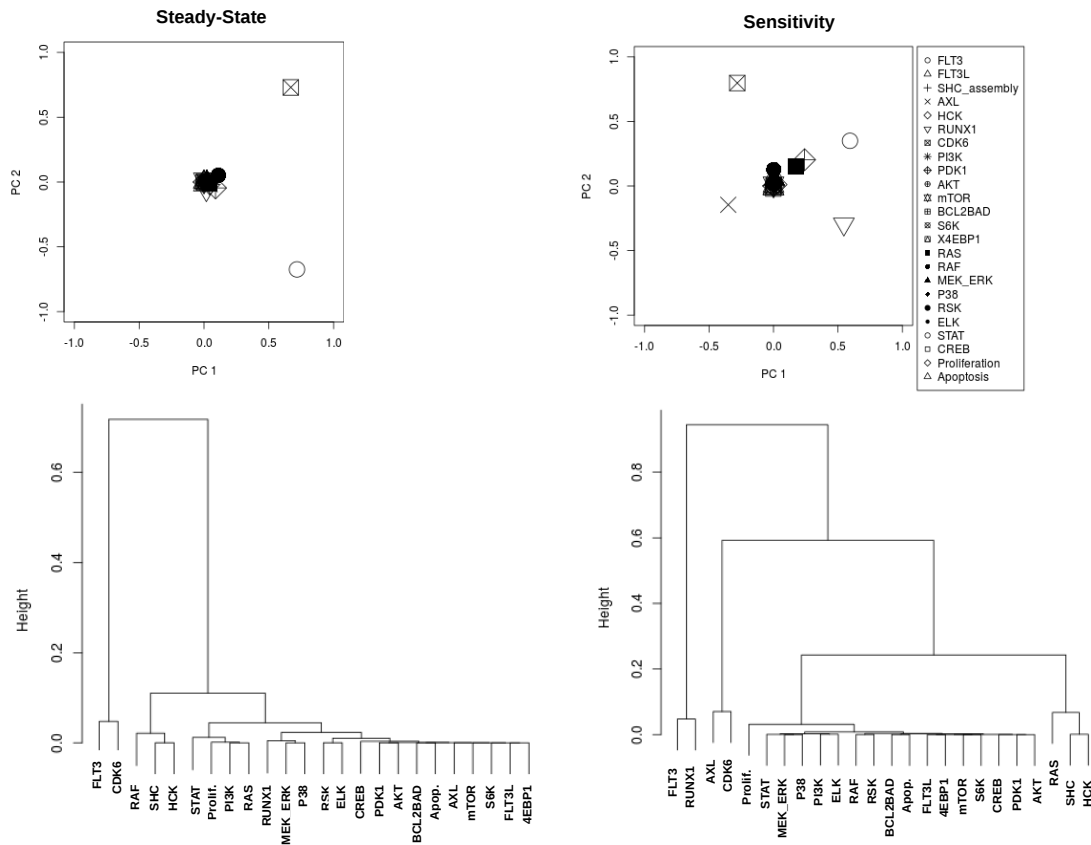 Steady-State
1.0
0.5
0.0
-0.5
-1.0
PC 2
-1.0 -0.5 0.0 0.5 1.0
PC 1
Sensitivity
1.0
0.5
0.0
-0.5
-1.0
PC 2
-1.0 -0.5 0.0 0.5 1.0
PC 1
FLT3
FLT3L
SHC_assembly
AXL
HCK
RUNX1
CDK6
PI3K
PDK1
AKT
mTOR
BCL2BAD
S6K
X4EBP1
RAS
RAF
MEK_ERK
P38
RSK
ELK
STAT
CREB
Proliferation
Apoptosis
Height
0.6
0.4
0.2
0.0
FLT3
CDK6
RAF
SHC
HCK
STAT
Prolif.
PI3K
RAS
RUNX1
MEK_ERK
P38
RSK
ELK
CREB
PDK1
AKT
BCL2BAD
Apop.
AXL
mTOR
S6K
FLT3L
4EBP1
Height
0.8
0.6
0.4
0.2
0.0
FLT3
RUNX1
AXL
CDK6
Prolif.
STAT
MEK_ERK
P38
PI3K
ELK
RAF
RSK
BCL2BAD
Apop.
FLT3L
4EBP1
mTOR
S6K
CREB
PDK1
AKT
RAS
SHC
HCK